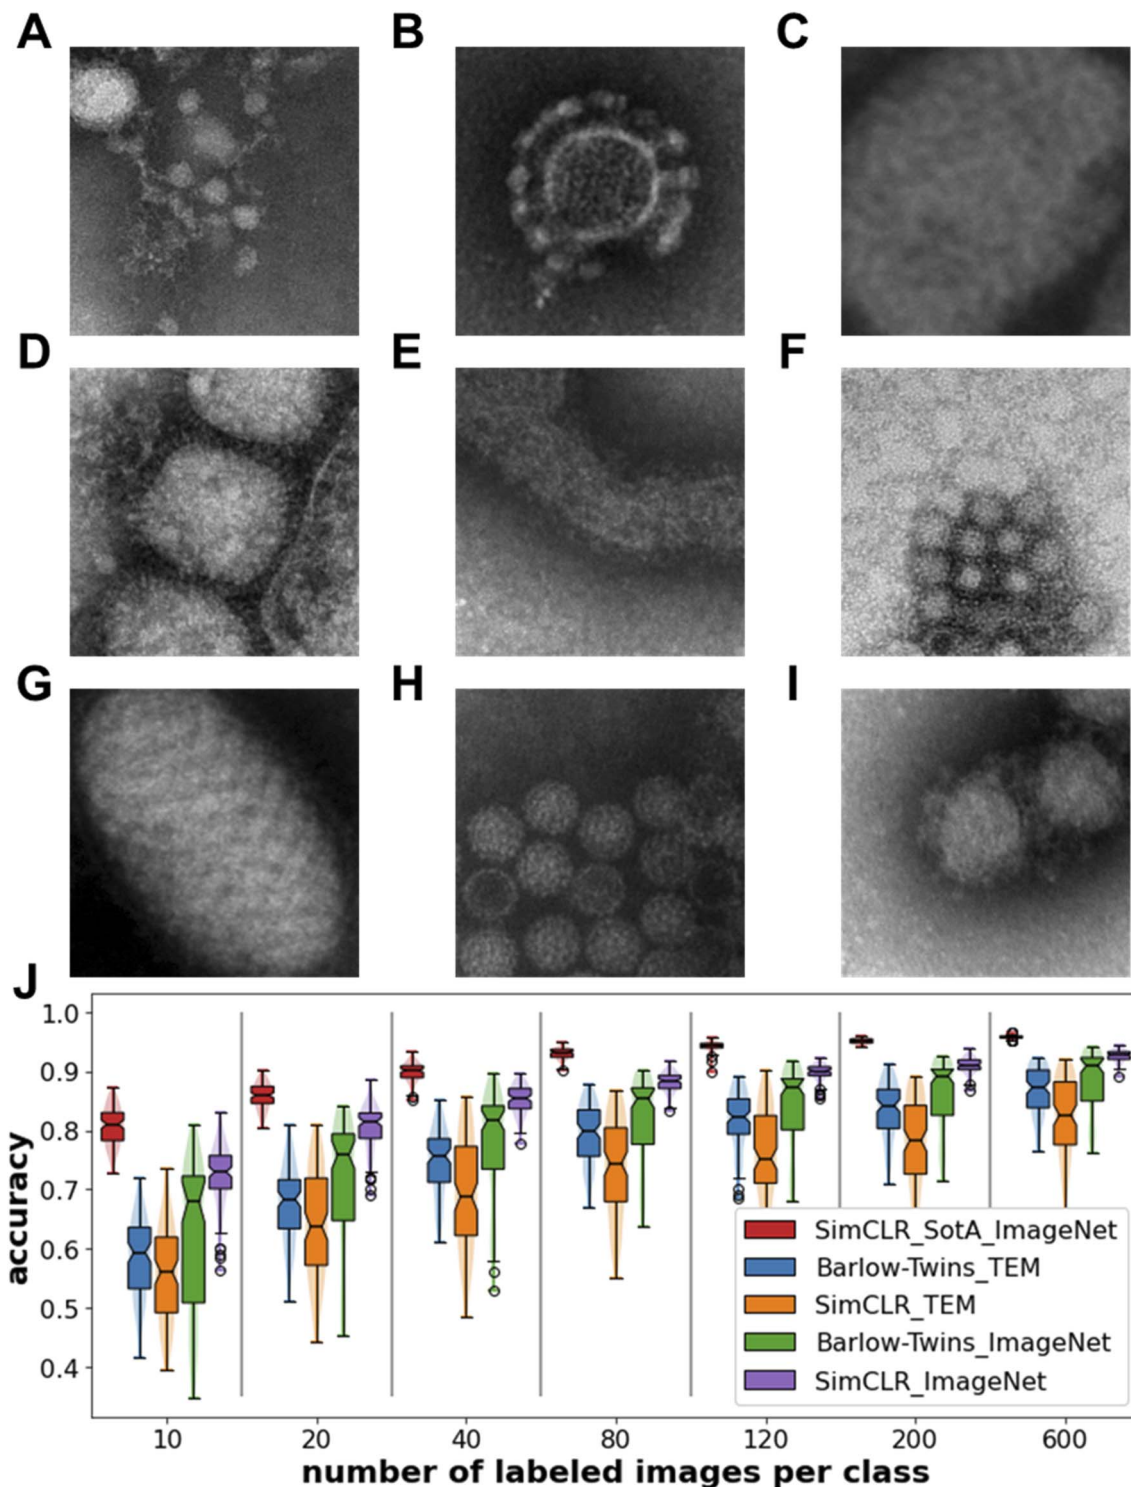 A B C
D E F
G H I
J
1.0
0.9
0.8
0.7
0.6
0.5
0.4
accuracy
SimCLR_SotA_ImageNet
Barlow-Twins_TEM
SimCLR_TEM
Barlow-Twins_ImageNet
SimCLR_ImageNet
10 20 40 80 120 200 600
number of labeled images per class